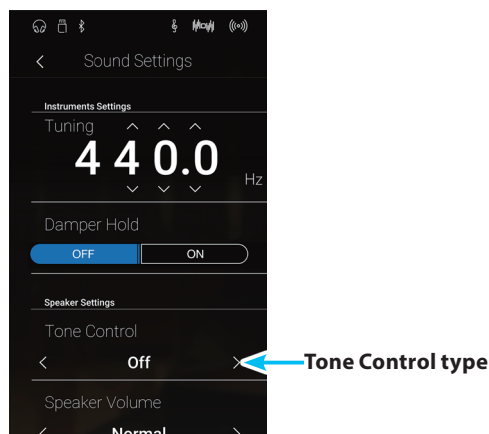 Sound Settings
Instruments Settings
Tuning
440.0
Hz
Damper Hold
OFF ON
Speaker Settings
Tone Control
Off
Tone Control type
Speaker Volume
Normal